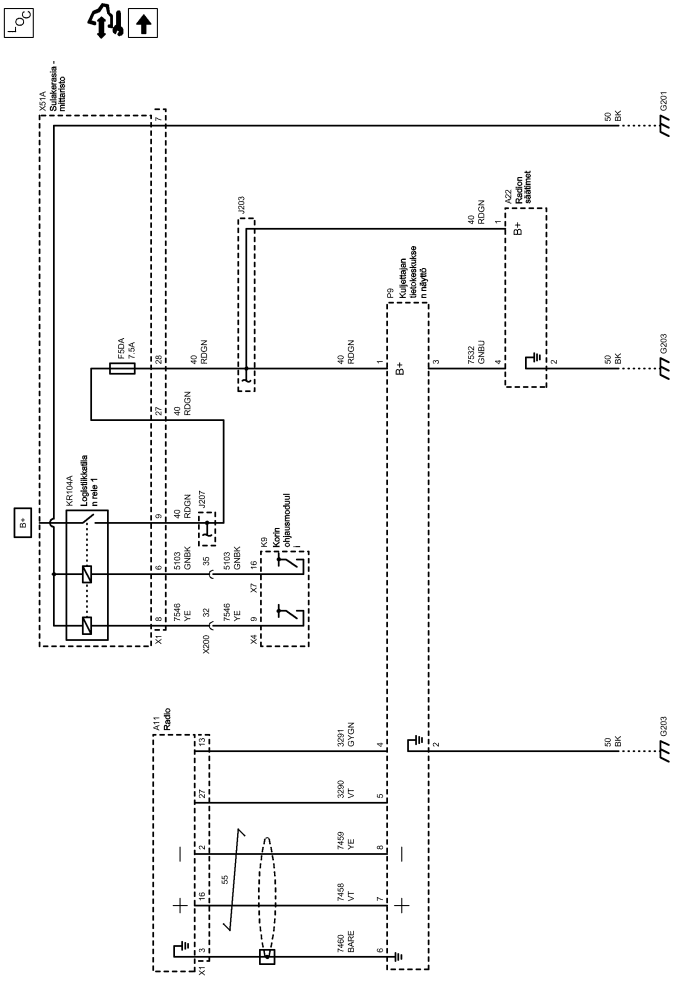 LOC
X51A
Sulakerasia -
mittaristo
B+
KR104A
Logistiikkatila
n rele 1
F5DA
7.5A
X1
8
6
9
27
28
7
7546
YE
5103
GNBK
40
RDGN
40
RDGN
40
RDGN
X200
32
35
J207
J203
7546
YE
5103
GNBK
X4
9
X7
16
K9
Korin
ohjausmoduul
i
40
RDGN
40
RDGN
50
BK
G201
A11
Radio
X1
3
16
2
27
13
55
7460
BARE
7458
VT
7459
YE
3290
VT
3291
GYGN
6
7
8
5
4
1
B+
P9
Kuljettajan
tietokeskukse
n näyttö
2
3
7532
GNBU
4
1
B+
A22
Radion
säätimet
2
50
BK
G203
50
BK
G203